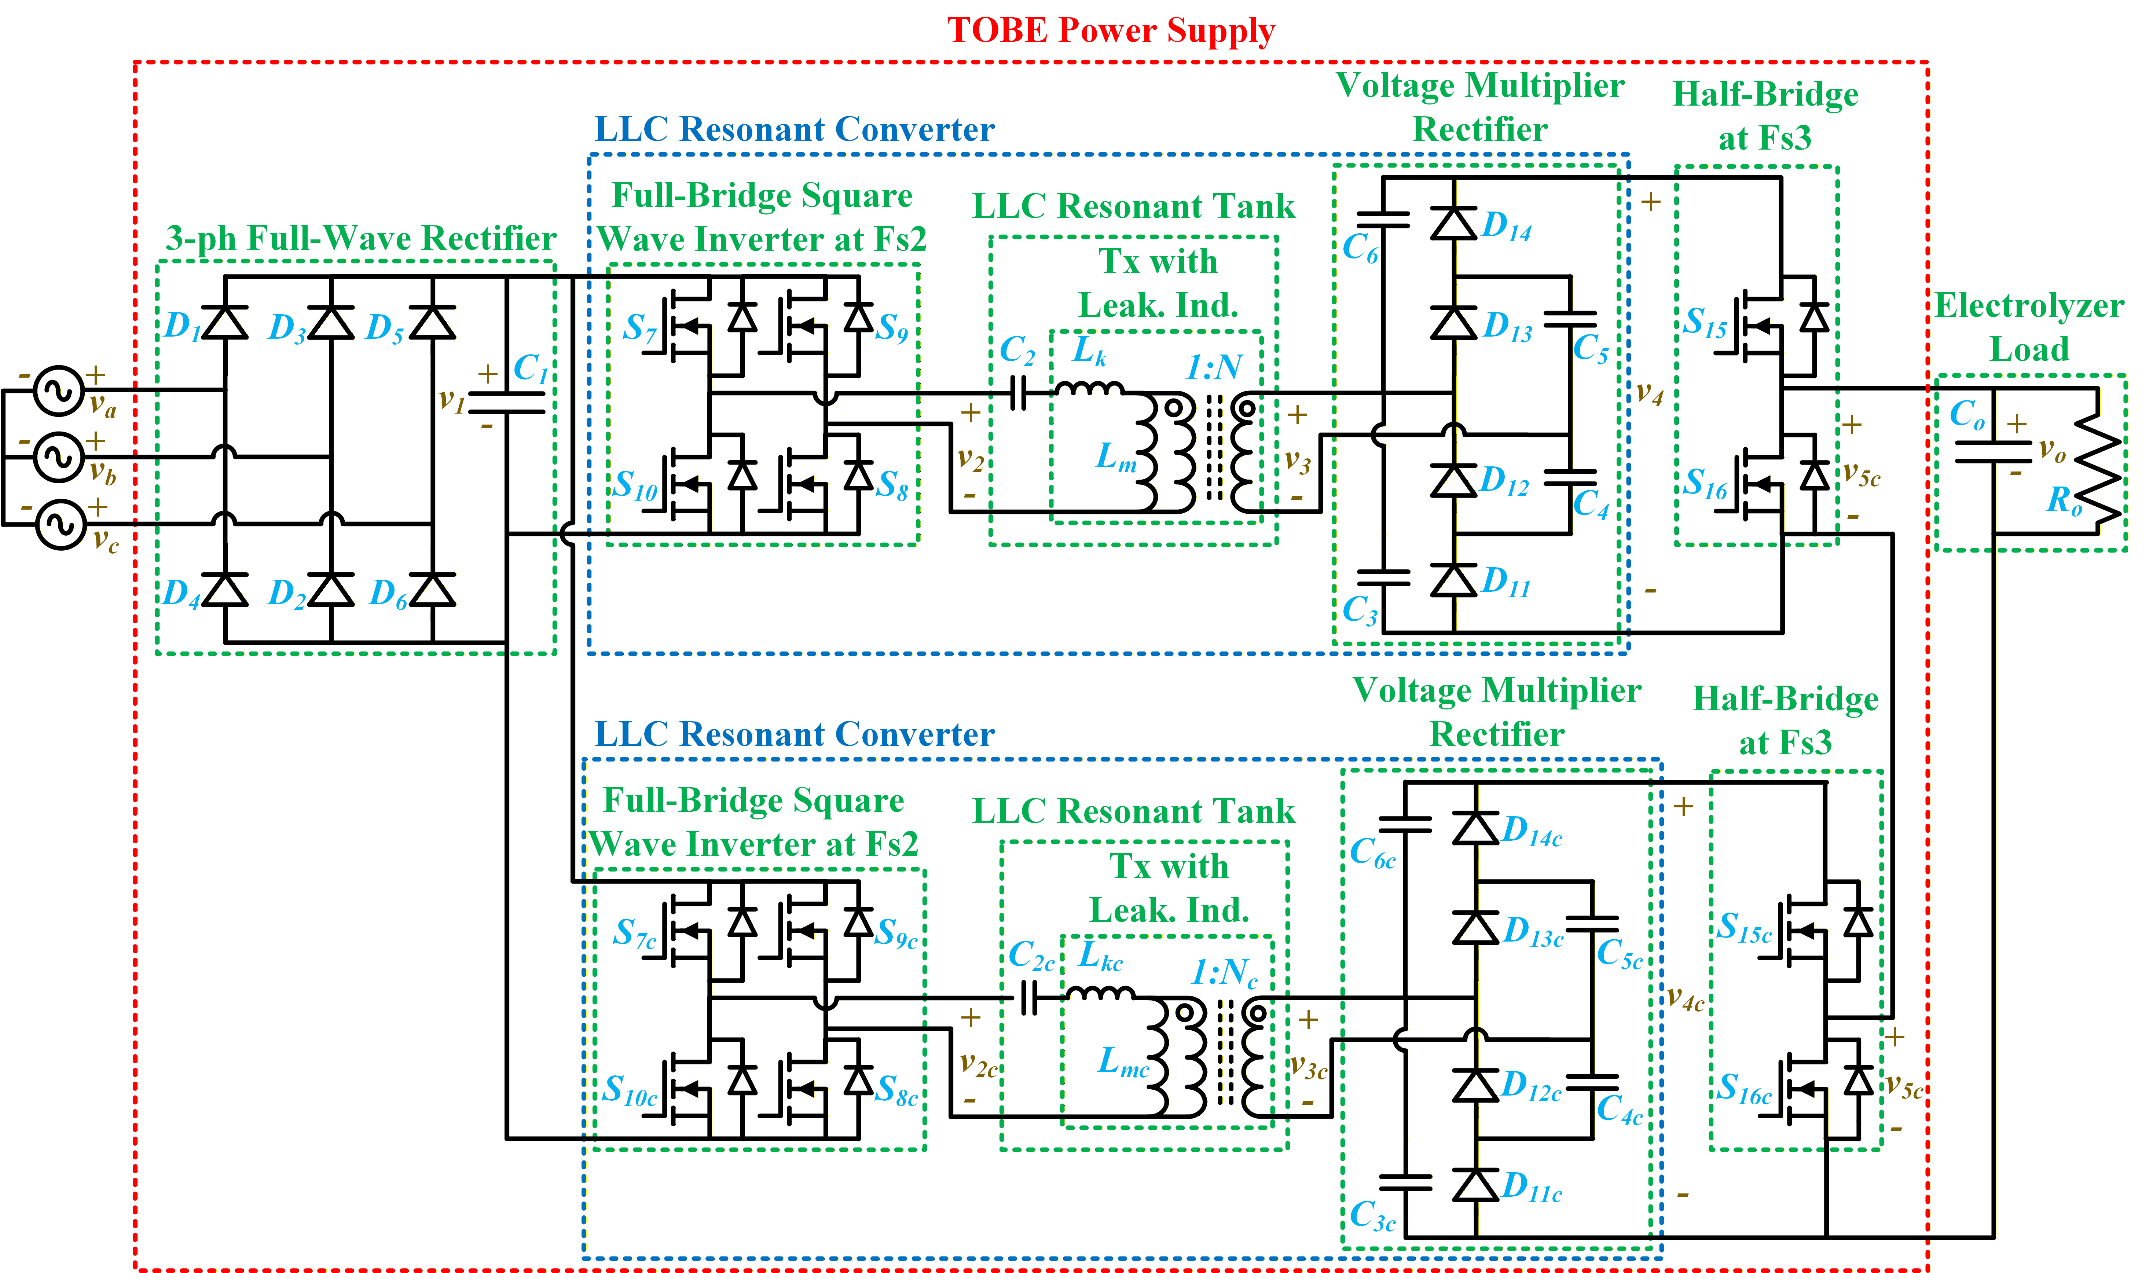 TOBE Power Supply
Voltage Multiplier
Rectifier
Half-Bridge
at Fs3
LLC Resonant Converter
Full-Bridge Square
Wave Inverter at Fs2
LLC Resonant Tank
Tx with
Leak. Ind.
3-ph Full-Wave Rectifier
Electrolyzer
Load
D1 D3 D5
C1
+ v1 -
D4 D2 D6
- + va
- + vb
- + vc
S7 S9
S10 S8
C2 Lk 1:N
Lm
+ v2 -
+ v3 -
C6 D14
D13 C5
D12 C4
C3 D11
+ v4 -
S15
S16
+ v5c -
Co + vo -
Ro
Voltage Multiplier
Rectifier
Half-Bridge
at Fs3
LLC Resonant Converter
Full-Bridge Square
Wave Inverter at Fs2
LLC Resonant Tank
Tx with
Leak. Ind.
S7c S9c
S10c S8c
C2c Lkc 1:Nc
Lmc
+ v2c -
+ v3c -
C6c D14c
D13c C5c
D12c C4c
C3c D11c
+ v4c -
S15c
S16c
+ v5c -